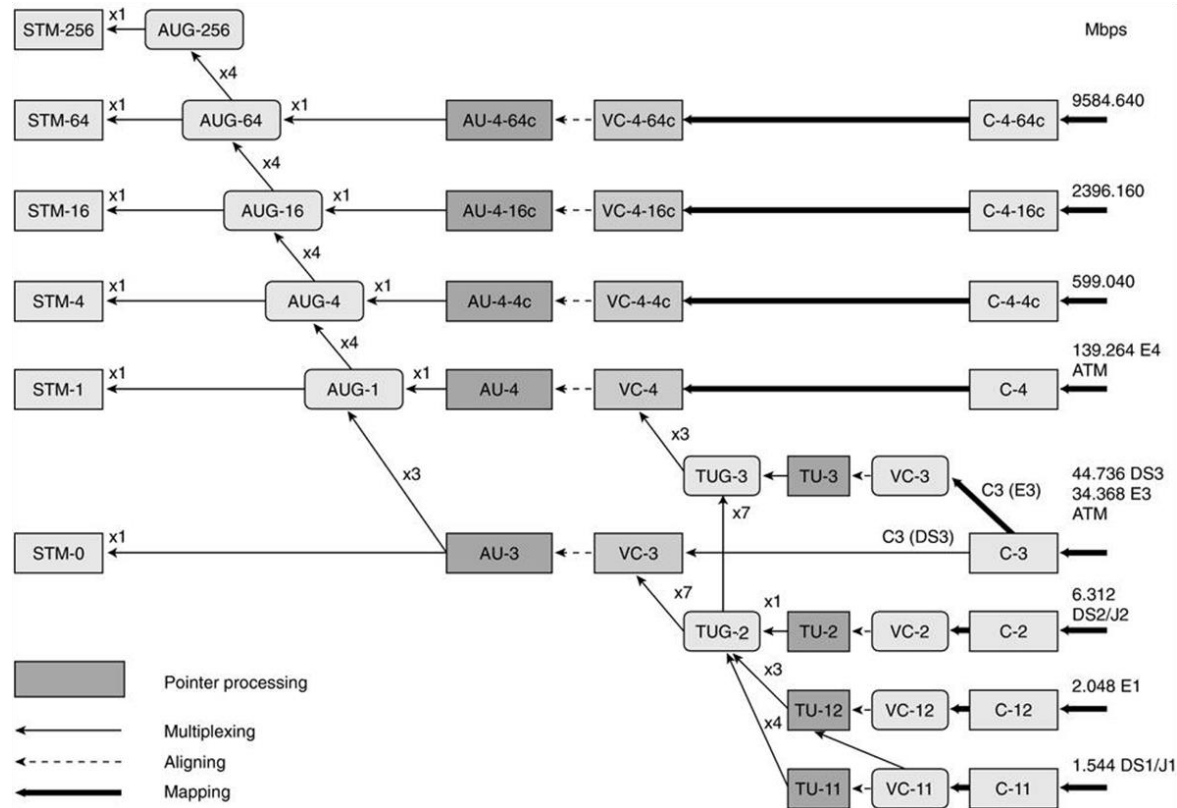 STM-256
x1
AUG-256
Mbps
x4
STM-64
x1
AUG-64
x1
AU-4-64c
VC-4-64c
C-4-64c
9584.640
x4
STM-16
x1
AUG-16
x1
AU-4-16c
VC-4-16c
C-4-16c
2396.160
x4
STM-4
x1
AUG-4
x1
AU-4-4c
VC-4-4c
C-4-4c
599.040
x4
STM-1
x1
AUG-1
x1
AU-4
VC-4
C-4
139.264 E4
ATM
x3
x3
TUG-3
TU-3
VC-3
C3 (E3)
44.736 DS3
34.368 E3
ATM
x7
STM-0
x1
AU-3
VC-3
C3 (DS3)
C-3
x7
TUG-2
x1
TU-2
VC-2
C-2
6.312
DS2/J2
x3
TU-12
VC-12
C-12
2.048 E1
x4
TU-11
VC-11
C-11
1.544 DS1/J1
Pointer processing
Multiplexing
Aligning
Mapping